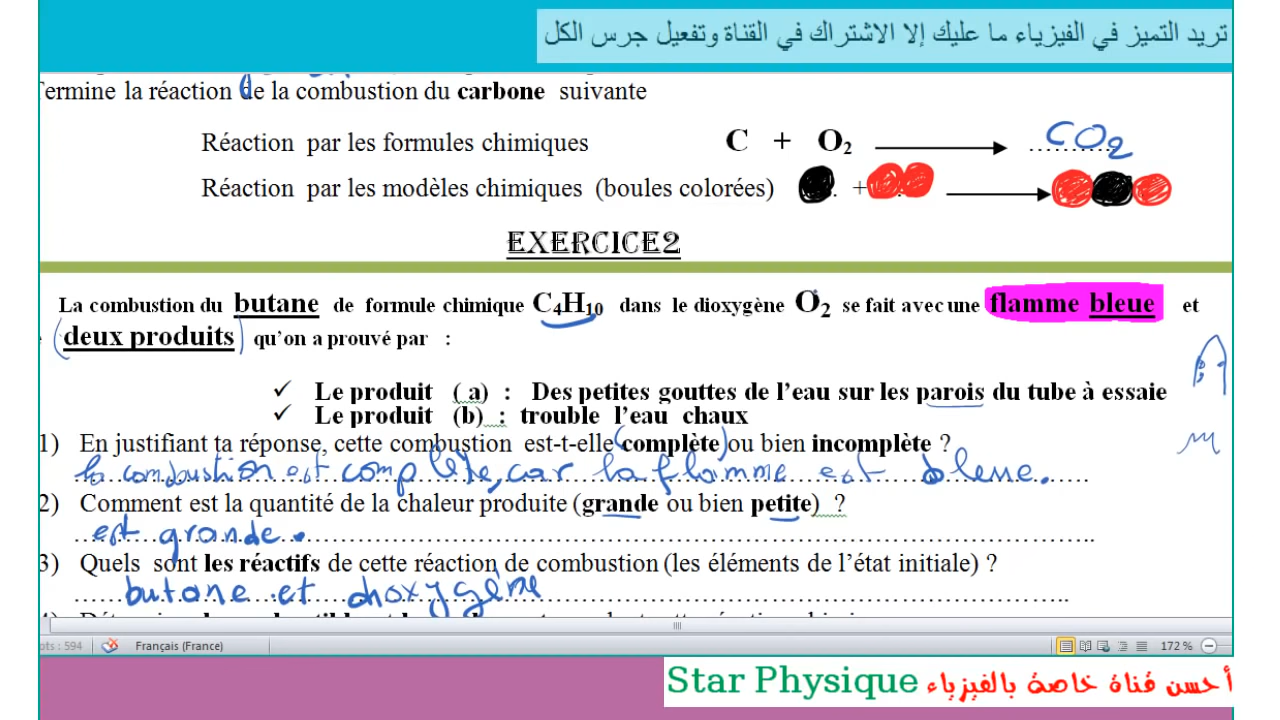 تريد التميز في الفيزياء ما عليك إلا الاشتراك في القناة وتفعيل جرس الكل
Termine la réaction de la combustion du carbone suivante
Réaction par les formules chimiques C + O2 CO2
Réaction par les modèles chimiques (boules colorées) +
EXERCICE2
La combustion du butane de formule chimique C4H10 dans le dioxygène O2 se fait avec une flamme bleue et
deux produits qu'on a prouvé par :
✓ Le produit (a) : Des petites gouttes de l'eau sur les parois du tube à essaie
✓ Le produit (b) : trouble l'eau chaux
1) En justifiant ta réponse, cette combustion est-t-elle (complète) ou bien incomplète ?
la combustion est complète, car la flamme est bleue.
2) Comment est la quantité de la chaleur produite (grande ou bien petite) ?
est grande.
3) Quels sont les réactifs de cette réaction de combustion (les éléments de l'état initiale) ?
butane et dioxygéne
ots : 594 Français (France) 172 %
Star Physique أحسن قناة خاصة بالفيزياء